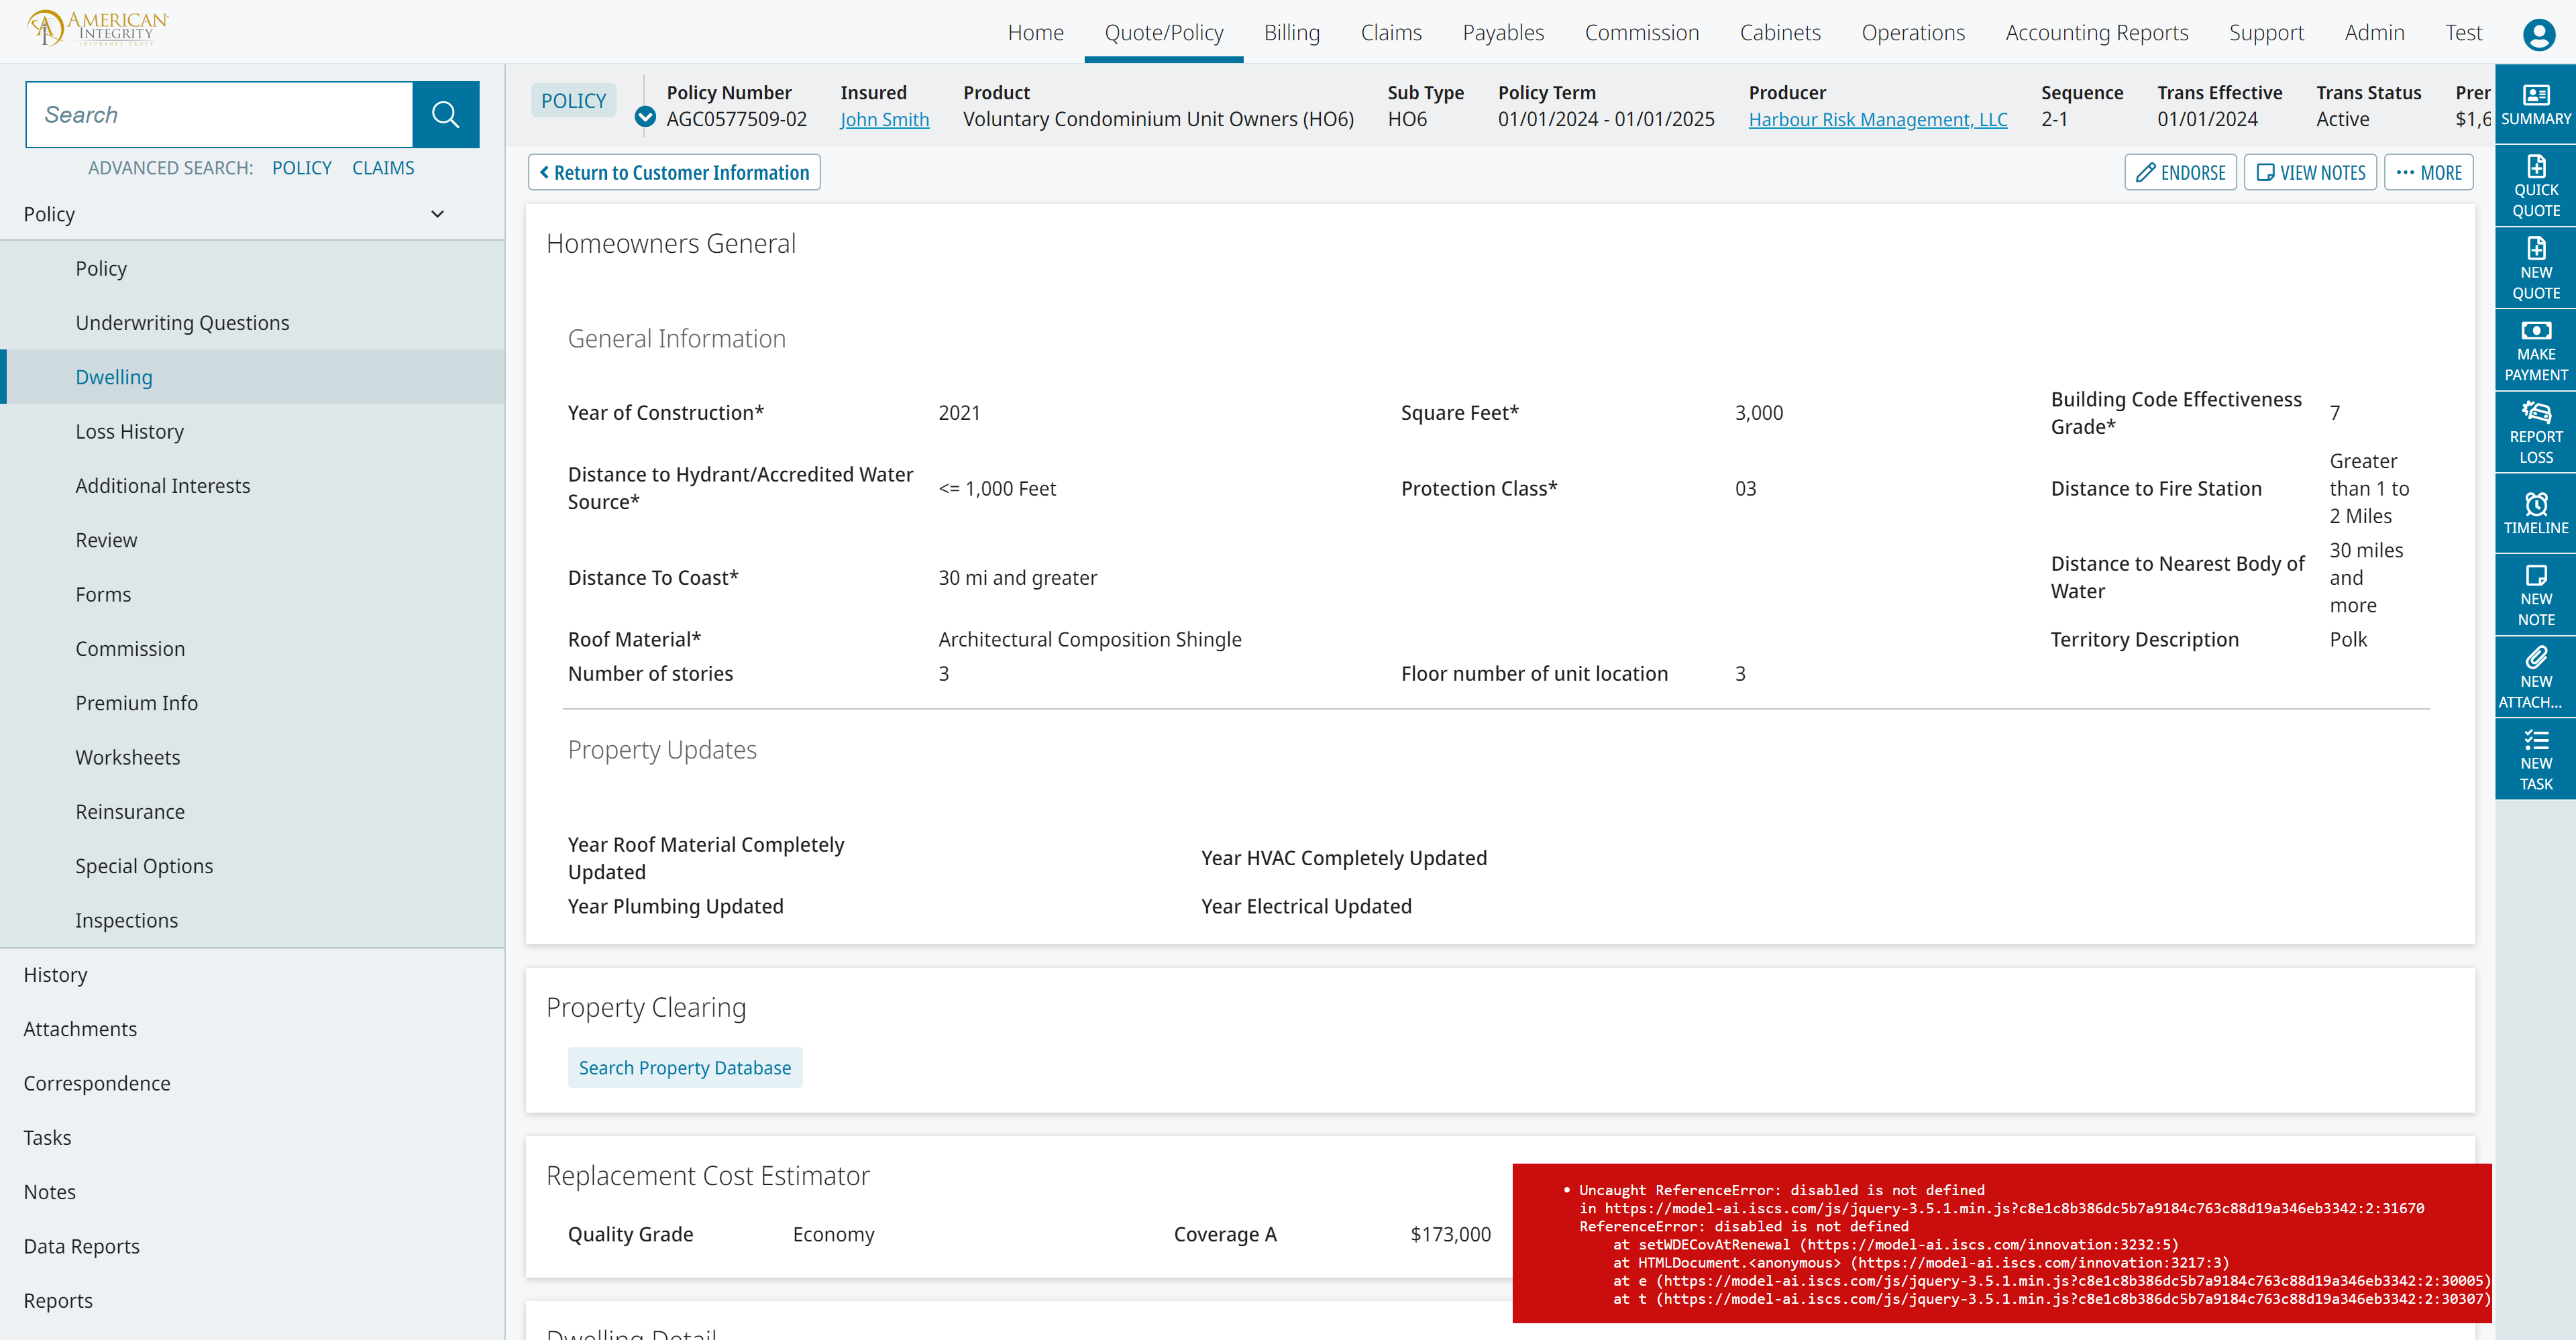 AMERICAN
INTEGRITY
INSURANCE GROUP
Home
Quote/Policy
Billing
Claims
Payables
Commission
Cabinets
Operations
Accounting Reports
Support
Admin
Test
Search
ADVANCED SEARCH: POLICY CLAIMS
Policy
Policy
Underwriting Questions
Dwelling
Loss History
Additional Interests
Review
Forms
Commission
Premium Info
Worksheets
Reinsurance
Special Options
Inspections
History
Attachments
Correspondence
Tasks
Notes
Data Reports
Reports
POLICY
Policy Number
AGC0577509-02
Insured
John Smith
Product
Voluntary Condominium Unit Owners (HO6)
Sub Type
HO6
Policy Term
01/01/2024 - 01/01/2025
Producer
Harbour Risk Management, LLC
Sequence
2-1
Trans Effective
01/01/2024
Trans Status
Active
Prer
$1,6
Return to Customer Information
ENDORSE
VIEW NOTES
MORE
Homeowners General
General Information
Year of Construction*
2021
Square Feet*
3,000
Building Code Effectiveness
Grade*
7
Distance to Hydrant/Accredited Water
Source*
<= 1,000 Feet
Protection Class*
03
Distance to Fire Station
Greater
than 1 to
2 Miles
Distance To Coast*
30 mi and greater
Distance to Nearest Body of
Water
30 miles
and
more
Roof Material*
Architectural Composition Shingle
Territory Description
Polk
Number of stories
3
Floor number of unit location
3
Property Updates
Year Roof Material Completely
Updated
Year HVAC Completely Updated
Year Plumbing Updated
Year Electrical Updated
Property Clearing
Search Property Database
Replacement Cost Estimator
Quality Grade
Economy
Coverage A
$173,000
Dwelling Detail
• Uncaught ReferenceError: disabled is not defined
in https://model-ai.iscs.com/js/jquery-3.5.1.min.js?c8e1c8b386dc5b7a9184c763c88d19a346eb3342:2:31670
ReferenceError: disabled is not defined
at setWDECovAtRenewal (https://model-ai.iscs.com/innovation:3232:5)
at HTMLDocument.<anonymous> (https://model-ai.iscs.com/innovation:3217:3)
at e (https://model-ai.iscs.com/js/jquery-3.5.1.min.js?c8e1c8b386dc5b7a9184c763c88d19a346eb3342:2:30005)
at t (https://model-ai.iscs.com/js/jquery-3.5.1.min.js?c8e1c8b386dc5b7a9184c763c88d19a346eb3342:2:30307)
SUMMARY
QUICK
QUOTE
NEW
QUOTE
MAKE
PAYMENT
REPORT
LOSS
TIMELINE
NEW
NOTE
NEW
ATTACH...
NEW
TASK